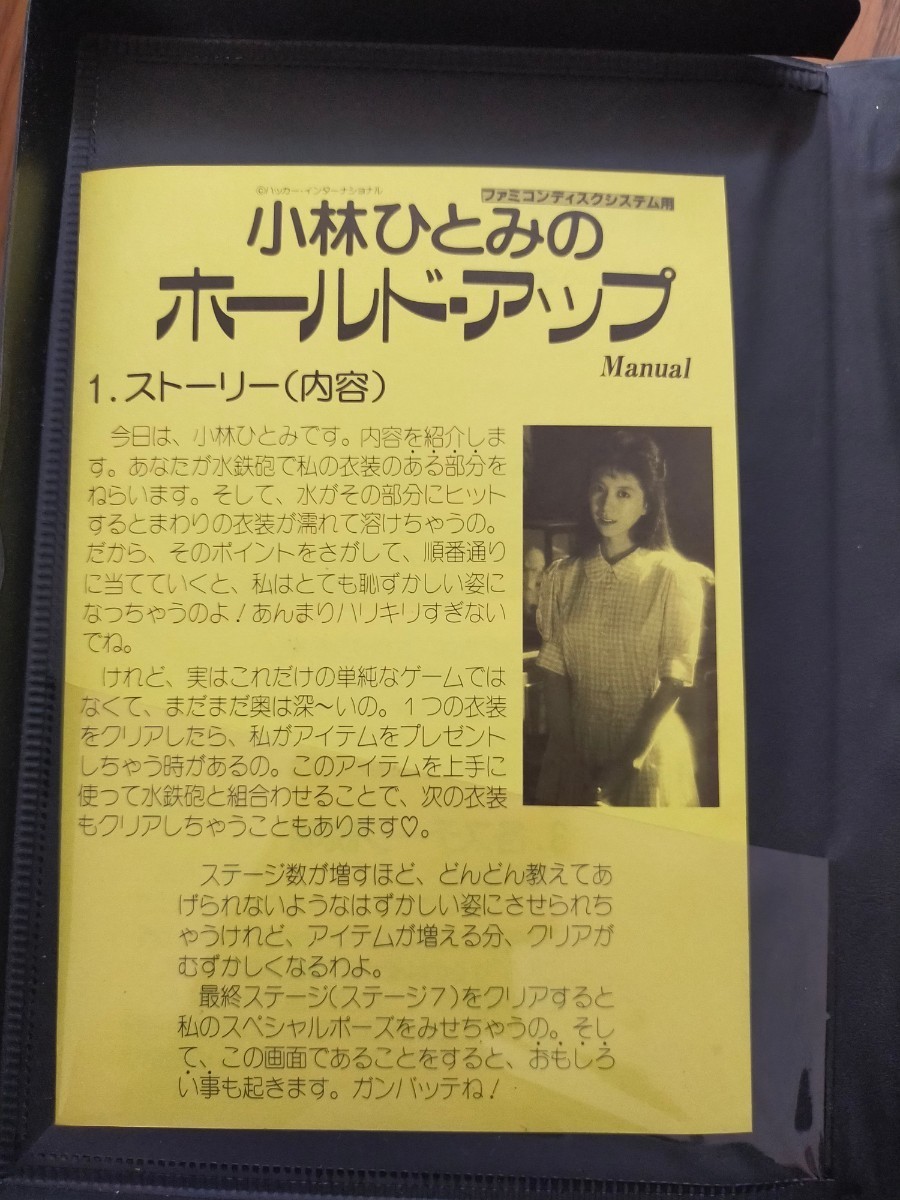 ©ハッカー・インターナショナル
ファミコンディスクシステム用
小林ひとみの
ホールド・アップ
Manual
1.ストーリー(内容)
今日は、小林ひとみです。内容を紹介しま
す。あなたが水鉄砲で私の衣装のある部分を
ねらいます。そして、水がその部分にヒット
するとまわりの衣装が濡れて溶けちゃうの。
だから、そのポイントをさがして、順番通り
に当てていくと、私はとても恥ずかしい姿に
なっちゃうのよ!あんまりハリキリすぎない
でね。
けれど、実はこれだけの単純なゲームでは
なくて、まだまだ奥は深〜いの。1つの衣装
をクリアしたら、私がアイテムをプレゼント
しちゃう時があるの。このアイテムを上手に
使って水鉄砲と組合わせることで、次の衣装
もクリアしちゃうこともあります♡。
ステージ数が増すほど、どんどん教えてあ
げられないようなはずかしい姿にさせられち
ゃうけれど、アイテムが増える分、クリアが
むずかしくなるわよ。
最終ステージ(ステージ7)をクリアすると
私のスペシャルポーズをみせちゃうの。そし
て、この画面であることをすると、おもしろ
い事も起きます。ガンバッテね!